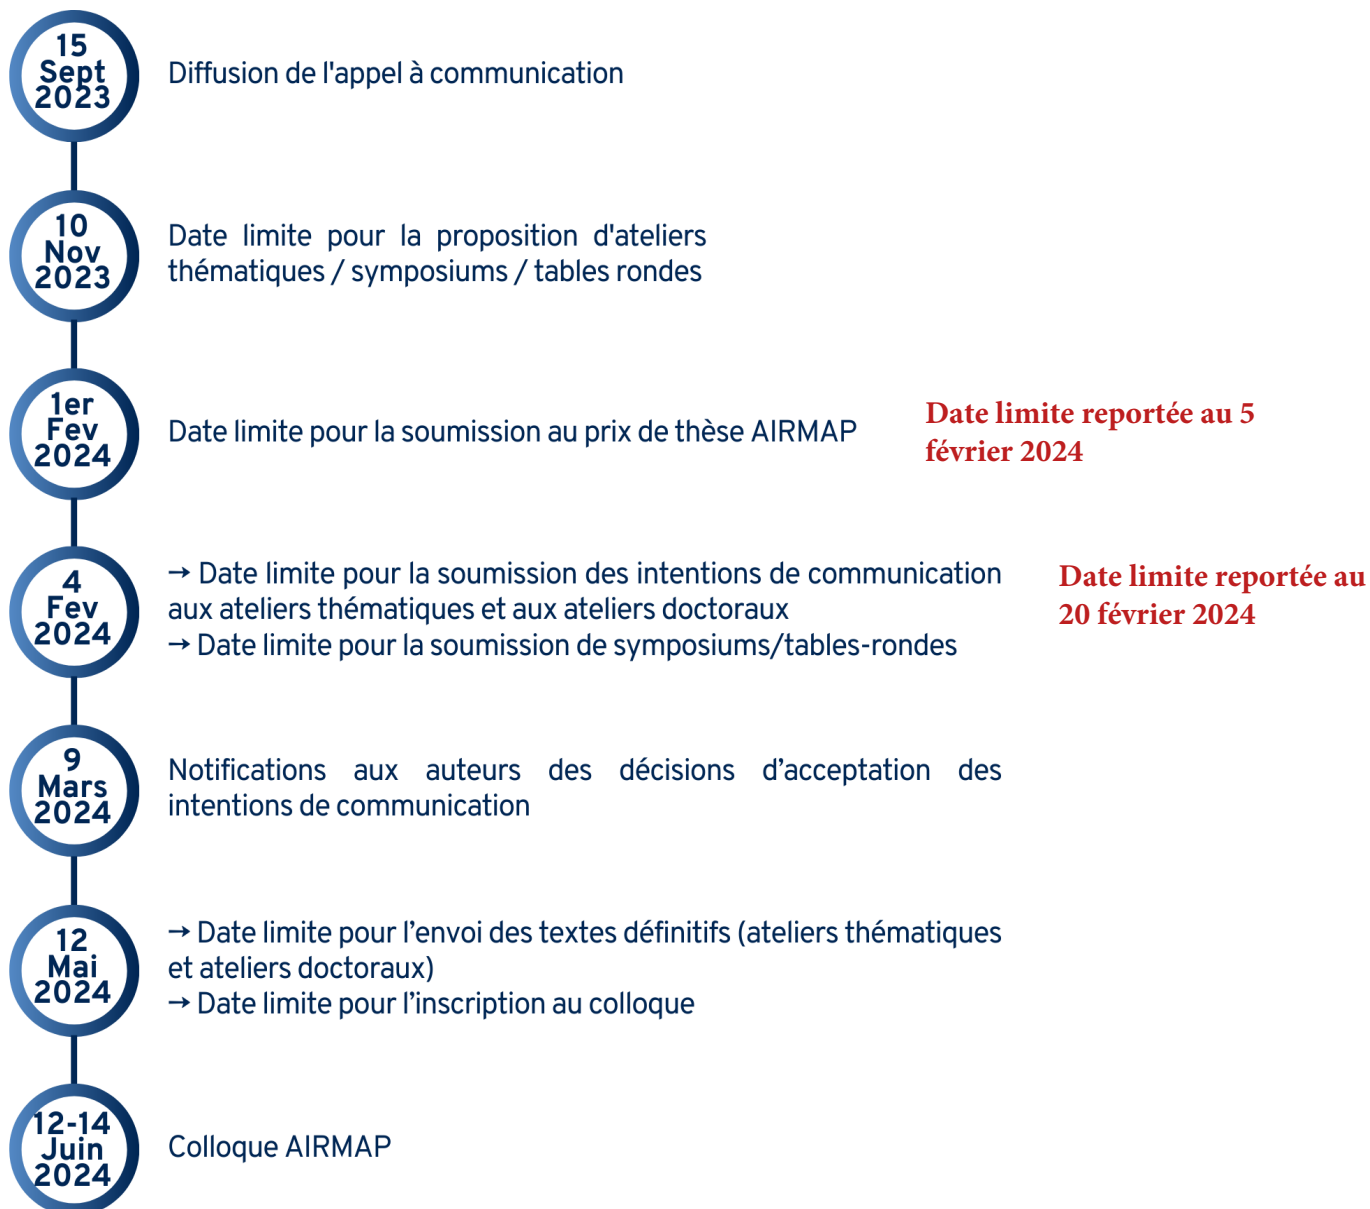 15
Sept
2023
Diffusion de l'appel à communication
10
Nov
2023
Date limite pour la proposition d'ateliers
thématiques / symposiums / tables rondes
1er
Fev
2024
Date limite pour la soumission au prix de thèse AIRMAP
Date limite reportée au 5
février 2024
4
Fev
2024
→ Date limite pour la soumission des intentions de communication
aux ateliers thématiques et aux ateliers doctoraux
→ Date limite pour la soumission de symposiums/tables-rondes
Date limite reportée au
20 février 2024
9
Mars
2024
Notifications aux auteurs des décisions d’acceptation des
intentions de communication
12
Mai
2024
→ Date limite pour l’envoi des textes définitifs (ateliers thématiques
et ateliers doctoraux)
→ Date limite pour l’inscription au colloque
12-14
Juin
2024
Colloque AIRMAP